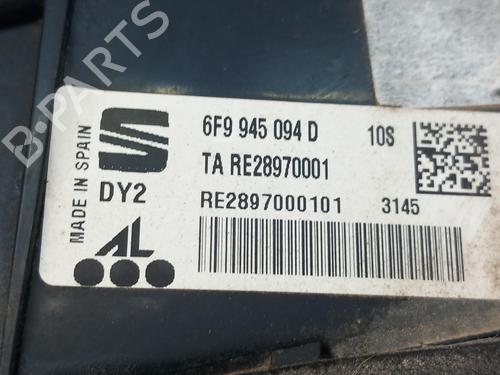 6F9 945 094 D 10S
TA RE28970001
RE2897000101 3145
MADE IN SPAIN
S
DY2
AL
B-PARTS